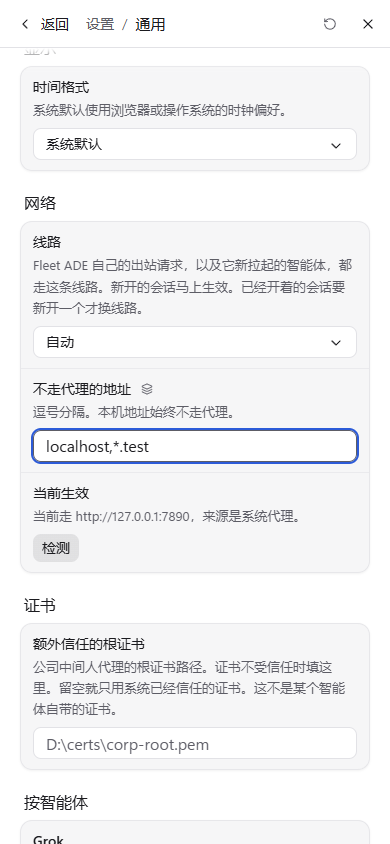 返回 设置 / 通用
显示
时间格式
系统默认使用浏览器或操作系统的时钟偏好。
系统默认
网络
线路
Fleet ADE 自己的出站请求，以及它新拉起的智能体，都
走这条线路。新开的会话马上生效。已经开着的会话要
新开一个才换线路。
自动
不走代理的地址
逗号分隔。本机地址始终不走代理。
localhost,*.test
当前生效
当前走 http://127.0.0.1:7890，来源是系统代理。
检测
证书
额外信任的根证书
公司中间人代理的根证书路径。证书不受信任时填这
里。留空就只用系统已经信任的证书。这不是某个智能
体自带的证书。
D:\certs\corp-root.pem
按智能体
Grok